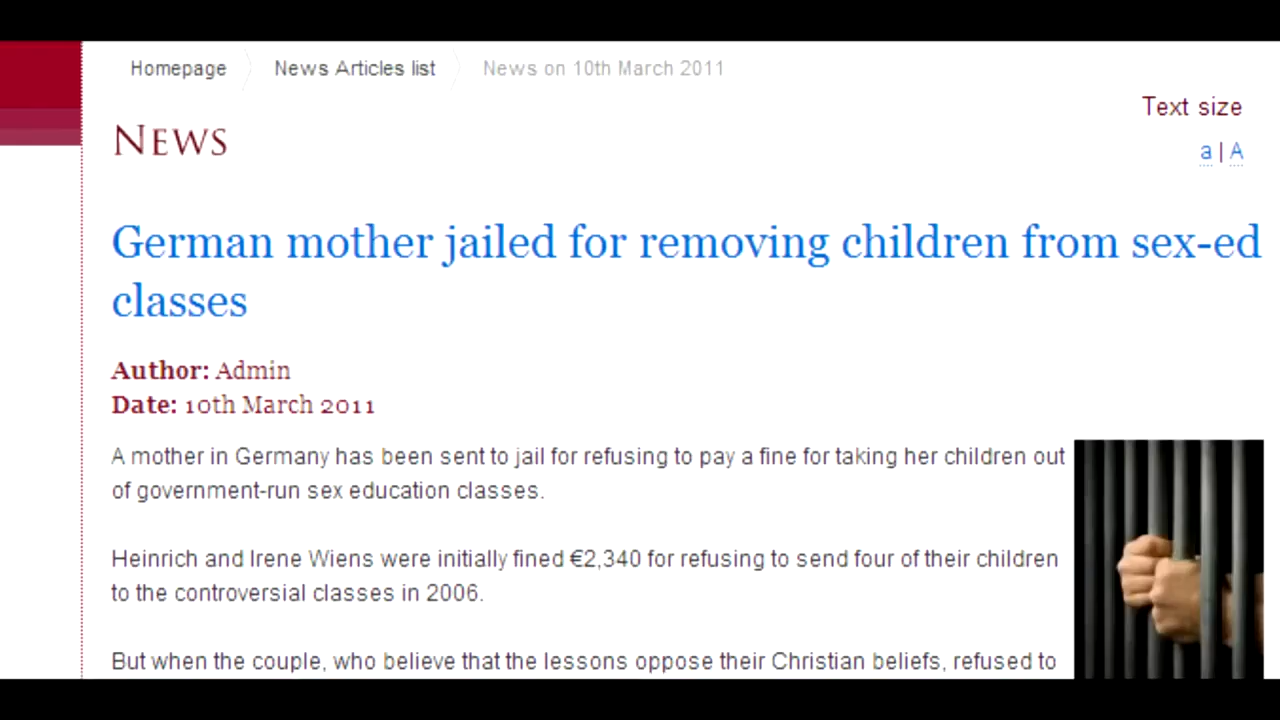 Homepage News Articles list News on 10th March 2011
Text size
a | A
NEWS
German mother jailed for removing children from sex-ed
classes
Author: Admin
Date: 10th March 2011
A mother in Germany has been sent to jail for refusing to pay a fine for taking her children out
of government-run sex education classes.
Heinrich and Irene Wiens were initially fined €2,340 for refusing to send four of their children
to the controversial classes in 2006.
But when the couple, who believe that the lessons oppose their Christian beliefs, refused to